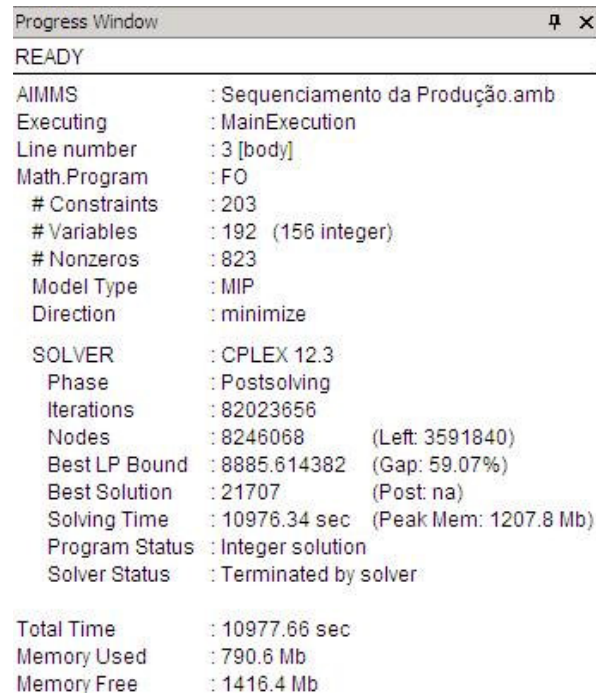 Progress Window
READY
AIMMS : Sequenciamento da Produção.amb
Executing : MainExecution
Line number : 3 [body]
Math.Program : FO
# Constraints : 203
# Variables : 192 (156 integer)
# Nonzeros : 823
Model Type : MIP
Direction : minimize
SOLVER : CPLEX 12.3
Phase : Postsolving
Iterations : 82023656
Nodes : 8246068 (Left: 3591840)
Best LP Bound : 8885.614382 (Gap: 59.07%)
Best Solution : 21707 (Post: na)
Solving Time : 10976.34 sec (Peak Mem: 1207.8 Mb)
Program Status : Integer solution
Solver Status : Terminated by solver
Total Time : 10977.66 sec
Memory Used : 790.6 Mb
Memory Free : 1416.4 Mb